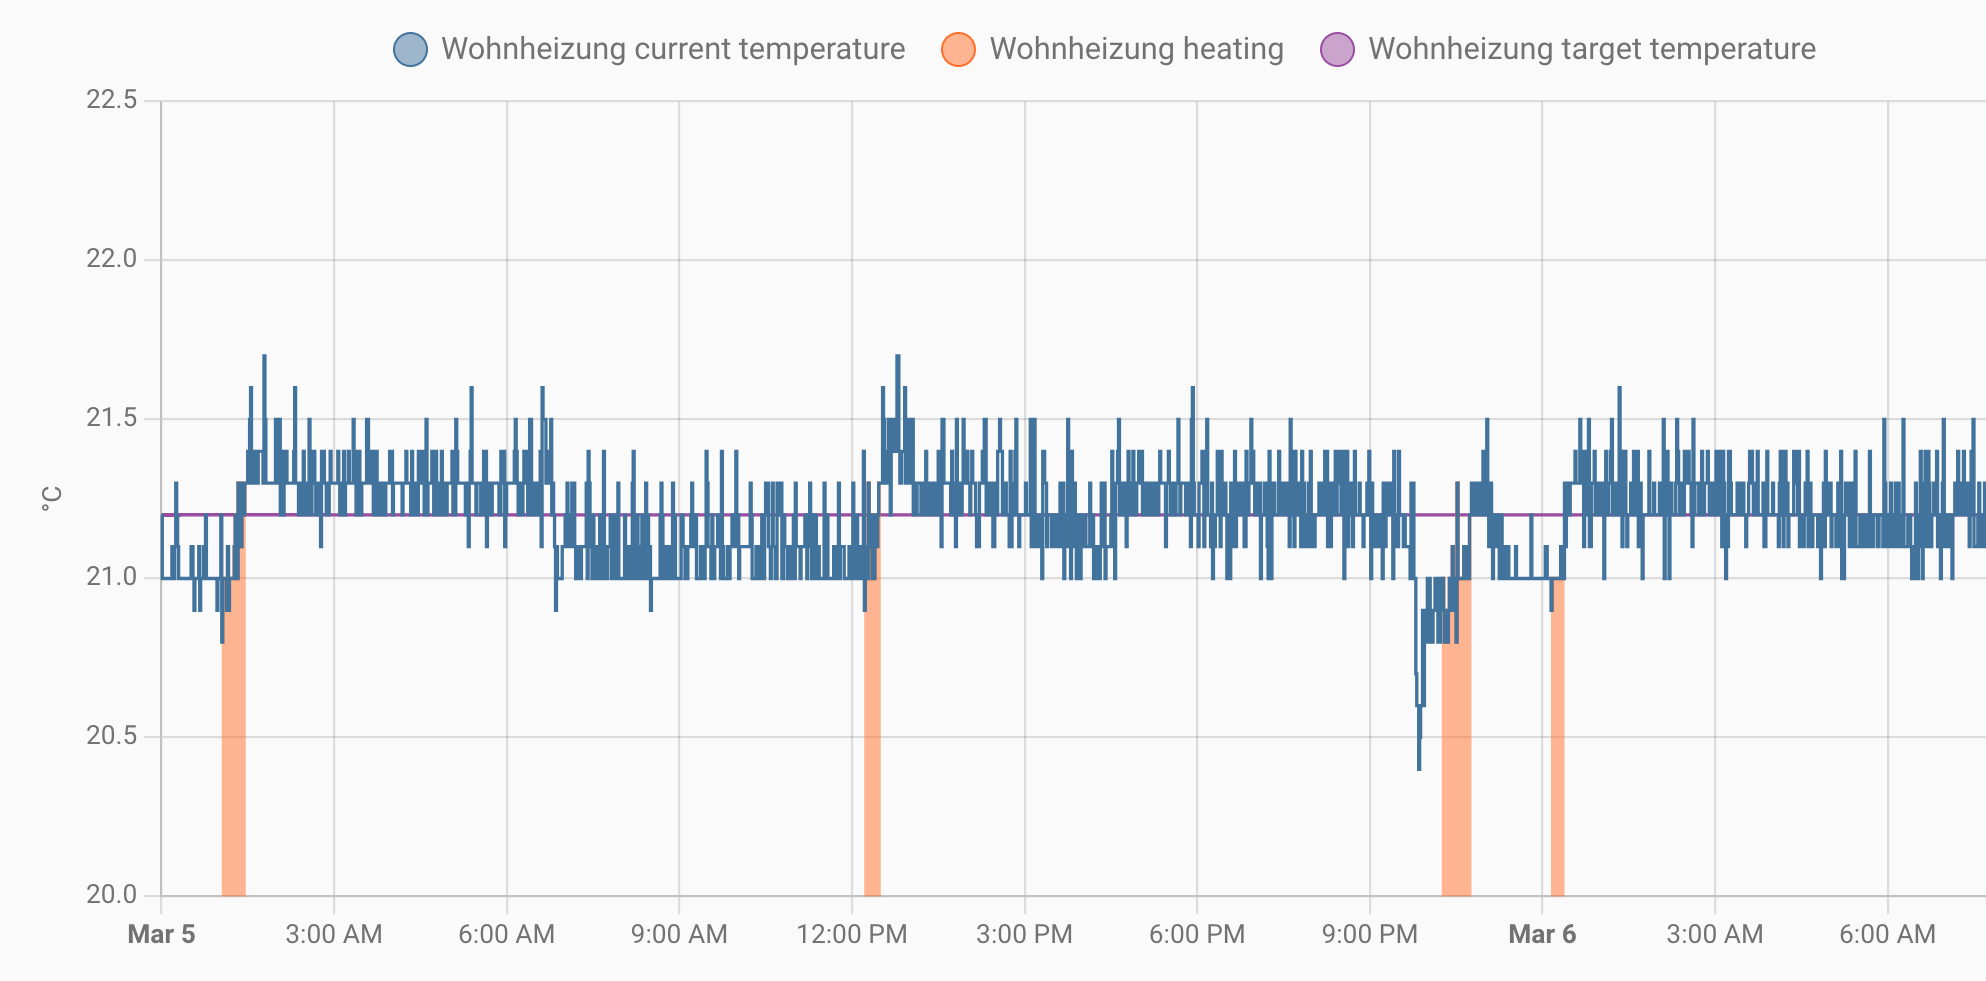 Wohnheizung current temperature
Wohnheizung heating
Wohnheizung target temperature
22.5
22.0
21.5
21.0
20.5
20.0
°C
Mar 5
3:00 AM
6:00 AM
9:00 AM
12:00 PM
3:00 PM
6:00 PM
9:00 PM
Mar 6
3:00 AM
6:00 AM